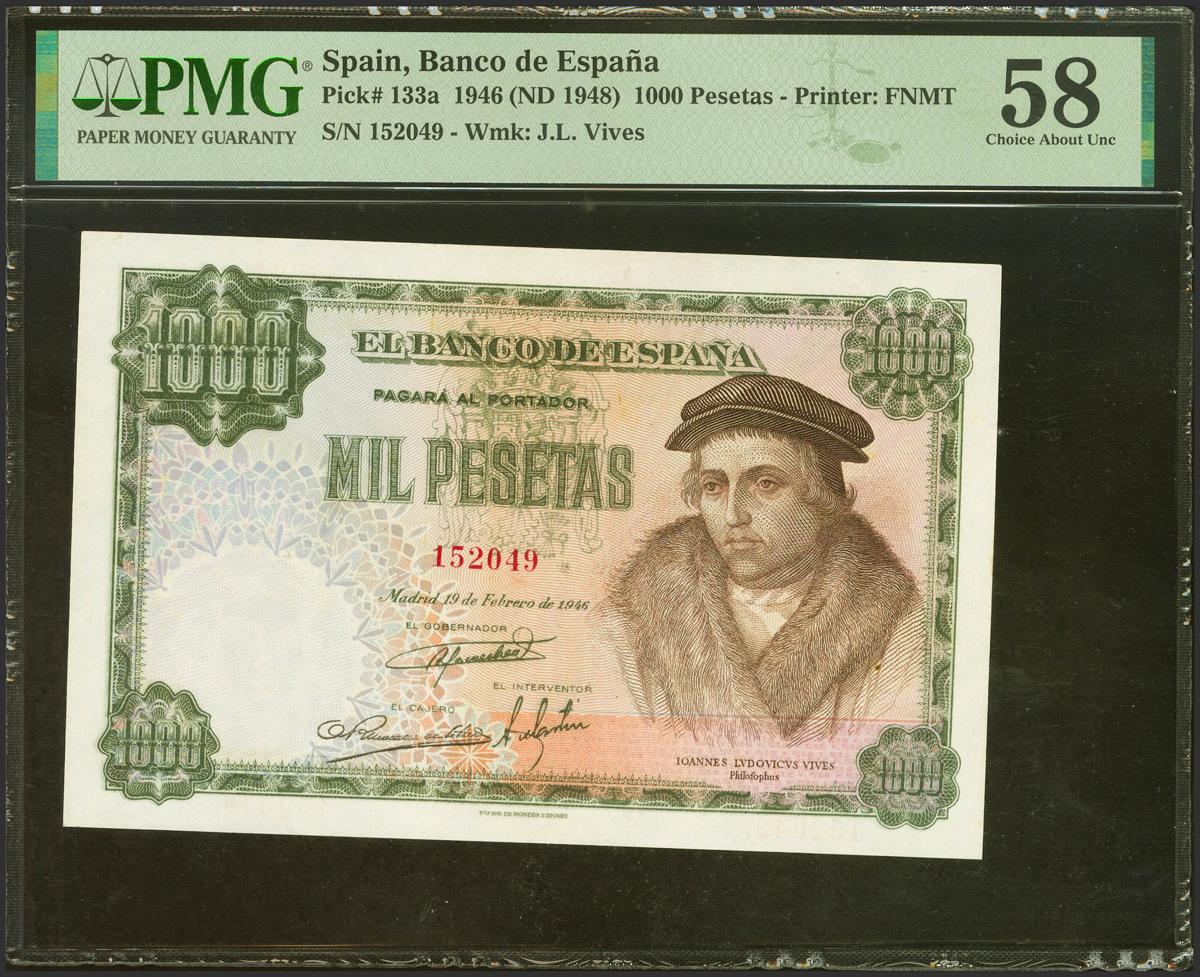 PMG®
PAPER MONEY GUARANTY
Spain, Banco de España
Pick# 133a 1946 (ND 1948) 1000 Pesetas - Printer: FNMT
S/N 152049 - Wmk: J.L. Vives
58
Choice About Unc
1000
1000
EL BANCO DE ESPAÑA
PAGARÁ AL PORTADOR
MIL PESETAS
152049
Madrid 19 de Febrero de 1946
EL GOBERNADOR
EL INTERVENTOR
EL CAJERO
IOANNES LVDOVICVS VIVES
Philosophus
1000
1000